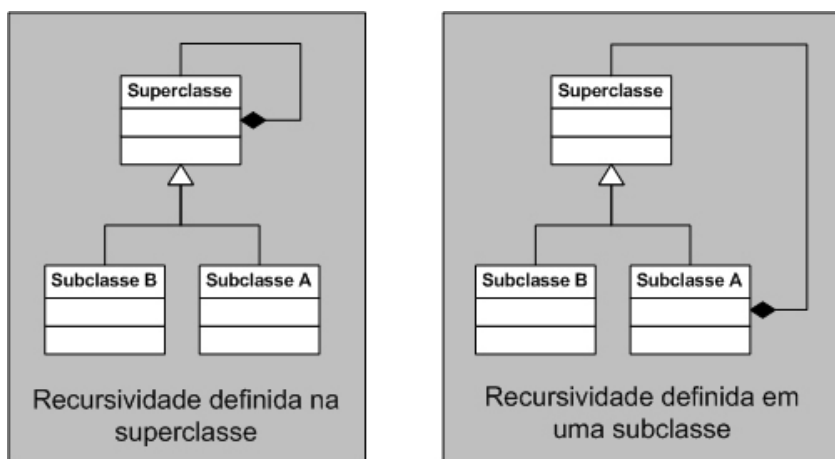 Superclasse
Subclasse B
Subclasse A
Recursividade definida na
superclasse
Superclasse
Subclasse B
Subclasse A
Recursividade definida em
uma subclasse